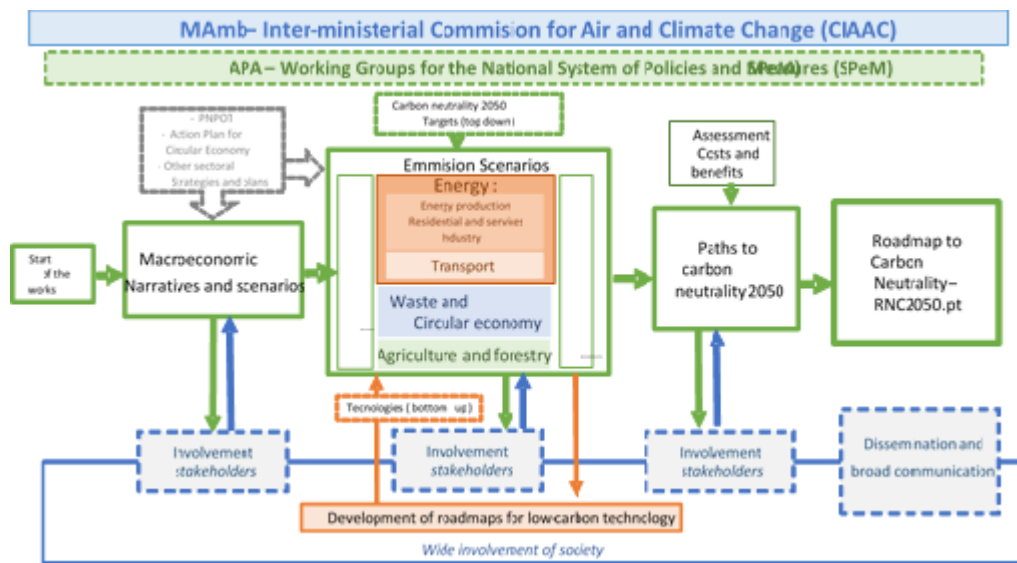 MAmb– Inter-ministerial Commision for Air and Climate Change (CIAAC)
APA – Working Groups for the National System of Policies and Measures (SPeM)
- PNPOT
- Action Plan for
Circular Economy
- Other sectoral
Strategies and plans
Carbon neutrality 2050
Targets (top down)
Assessment
Costs and
benefits
Start
of the
works
Macroeconomic
Narratives and scenarios
Emmision Scenarios
Energy :
Energy production
Residential and services
Industry
Transport
Waste and
Circular economy
Agriculture and forestry
Paths to
carbon
neutrality 2050
Roadmap to
Carbon
Neutrality–
RNC2050.pt
Tecnologies ( bottom up)
Involvement
stakeholders
Involvement
stakeholders
Involvement
stakeholders
Dissemination and
broad communication
Development of roadmaps for low-carbon technology
Wide involvement of society